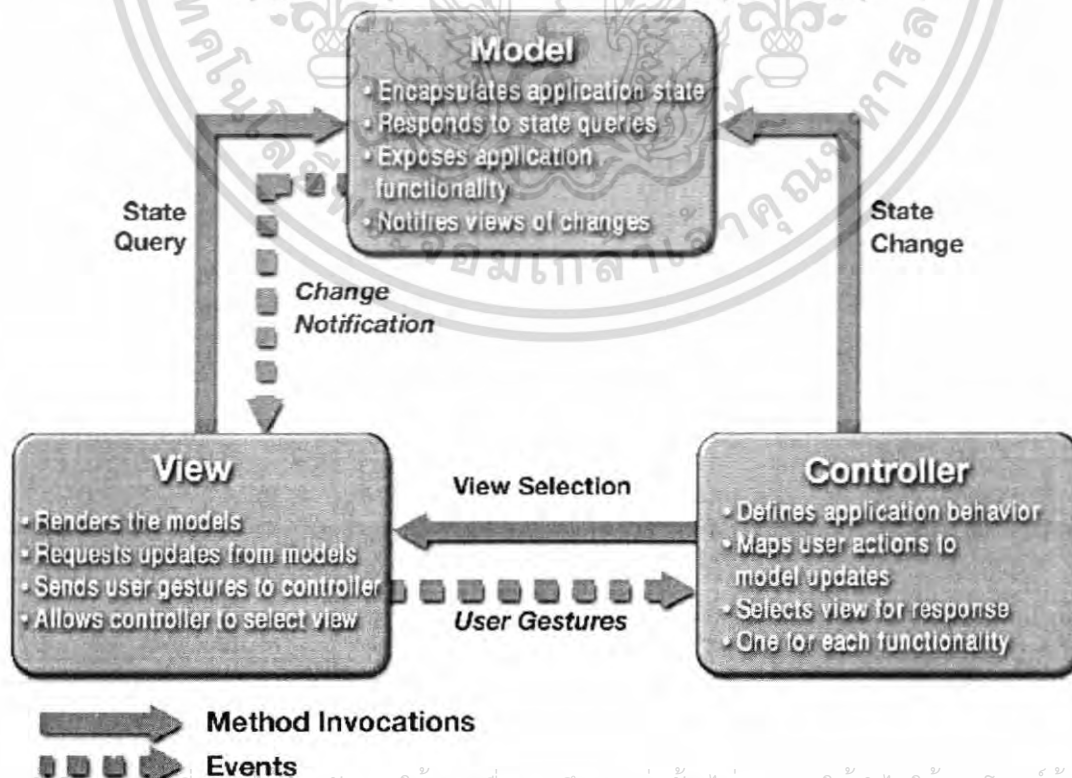 Model
• Encapsulates application state
• Responds to state queries
• Exposes application
functionality
• Notifies views of changes
State
Query
Change
Notification
State
Change
View
• Renders the models
• Requests updates from models
• Sends user gestures to controller
• Allows controller to select view
View Selection
User Gestures
Controller
• Defines application behavior
• Maps user actions to
model updates
• Selects view for response
• One for each functionality
Method Invocations
Events